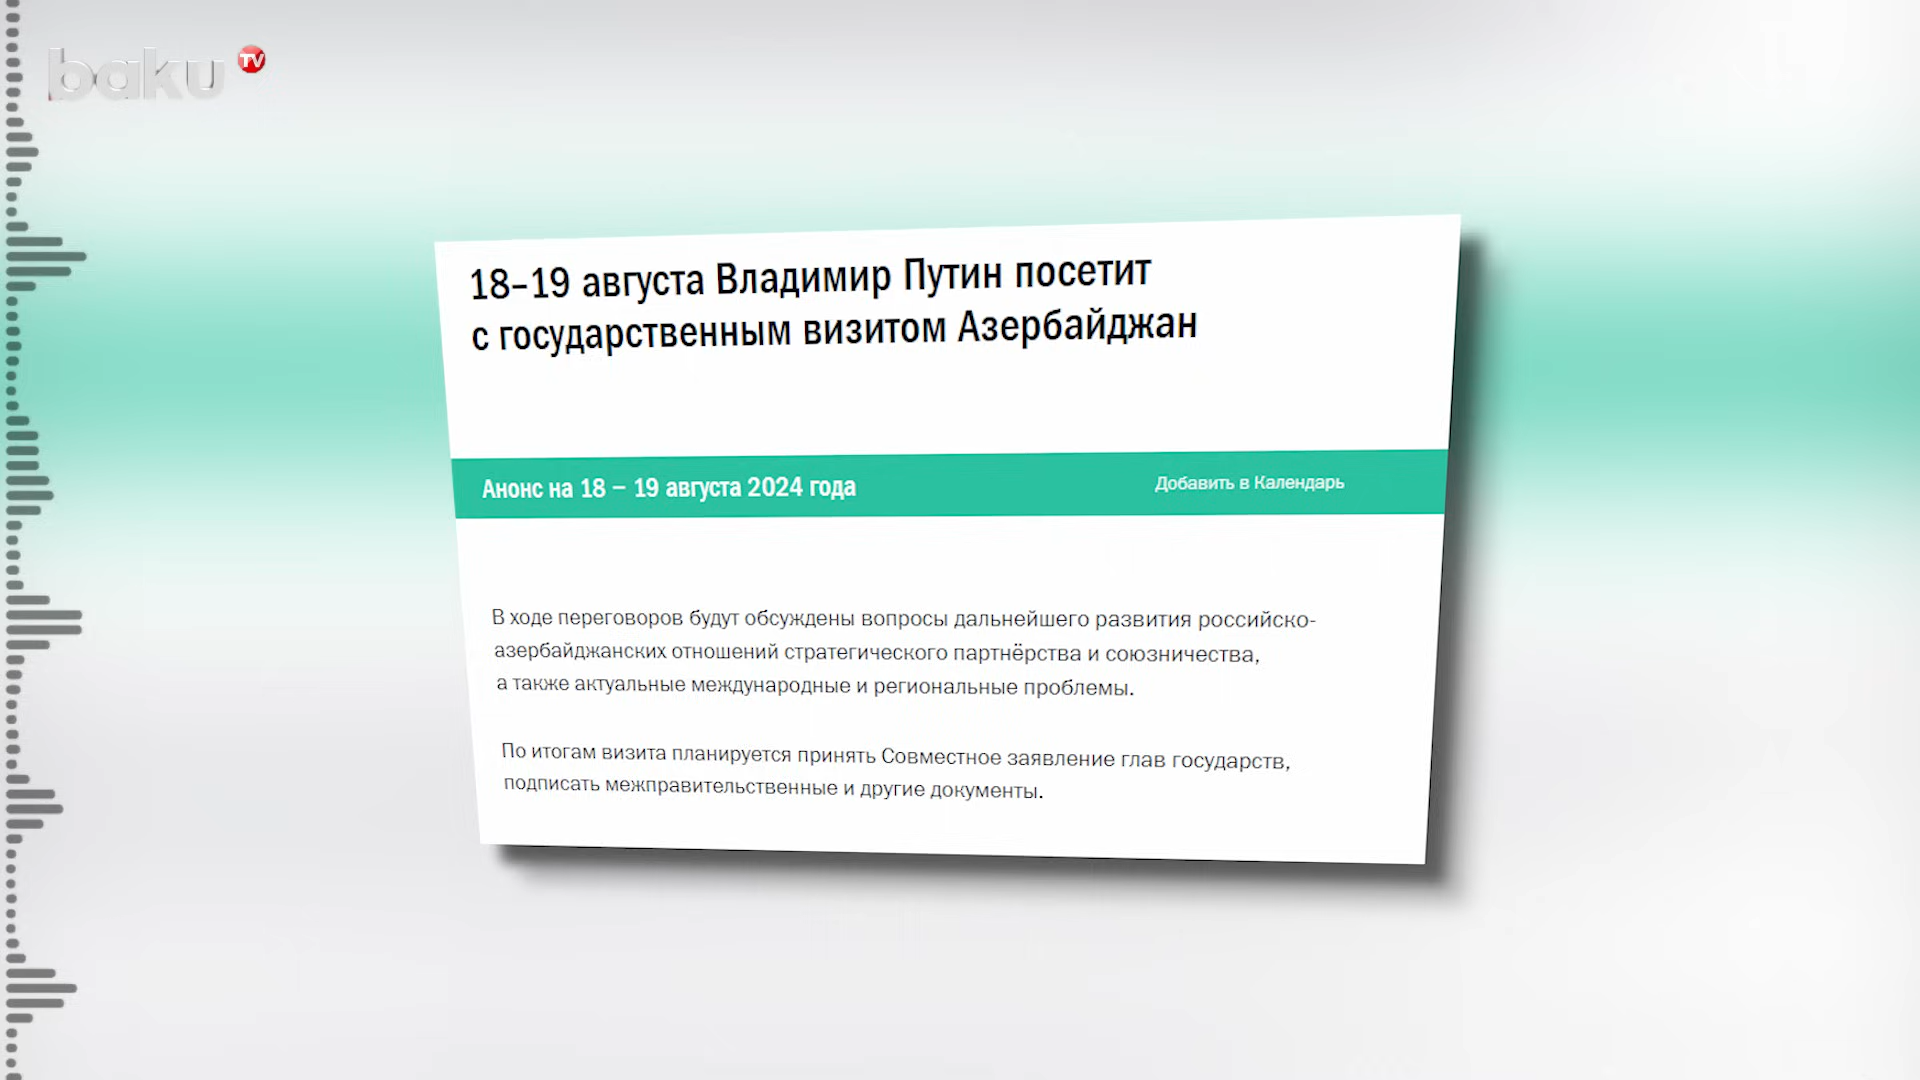 baku TV
18–19 августа Владимир Путин посетит
с государственным визитом Азербайджан
Анонс на 18 – 19 августа 2024 года
Добавить в Календарь
В ходе переговоров будут обсуждены вопросы дальнейшего развития российско-
азербайджанских отношений стратегического партнёрства и союзничества,
а также актуальные международные и региональные проблемы.
По итогам визита планируется принять Совместное заявление глав государств,
подписать межправительственные и другие документы.